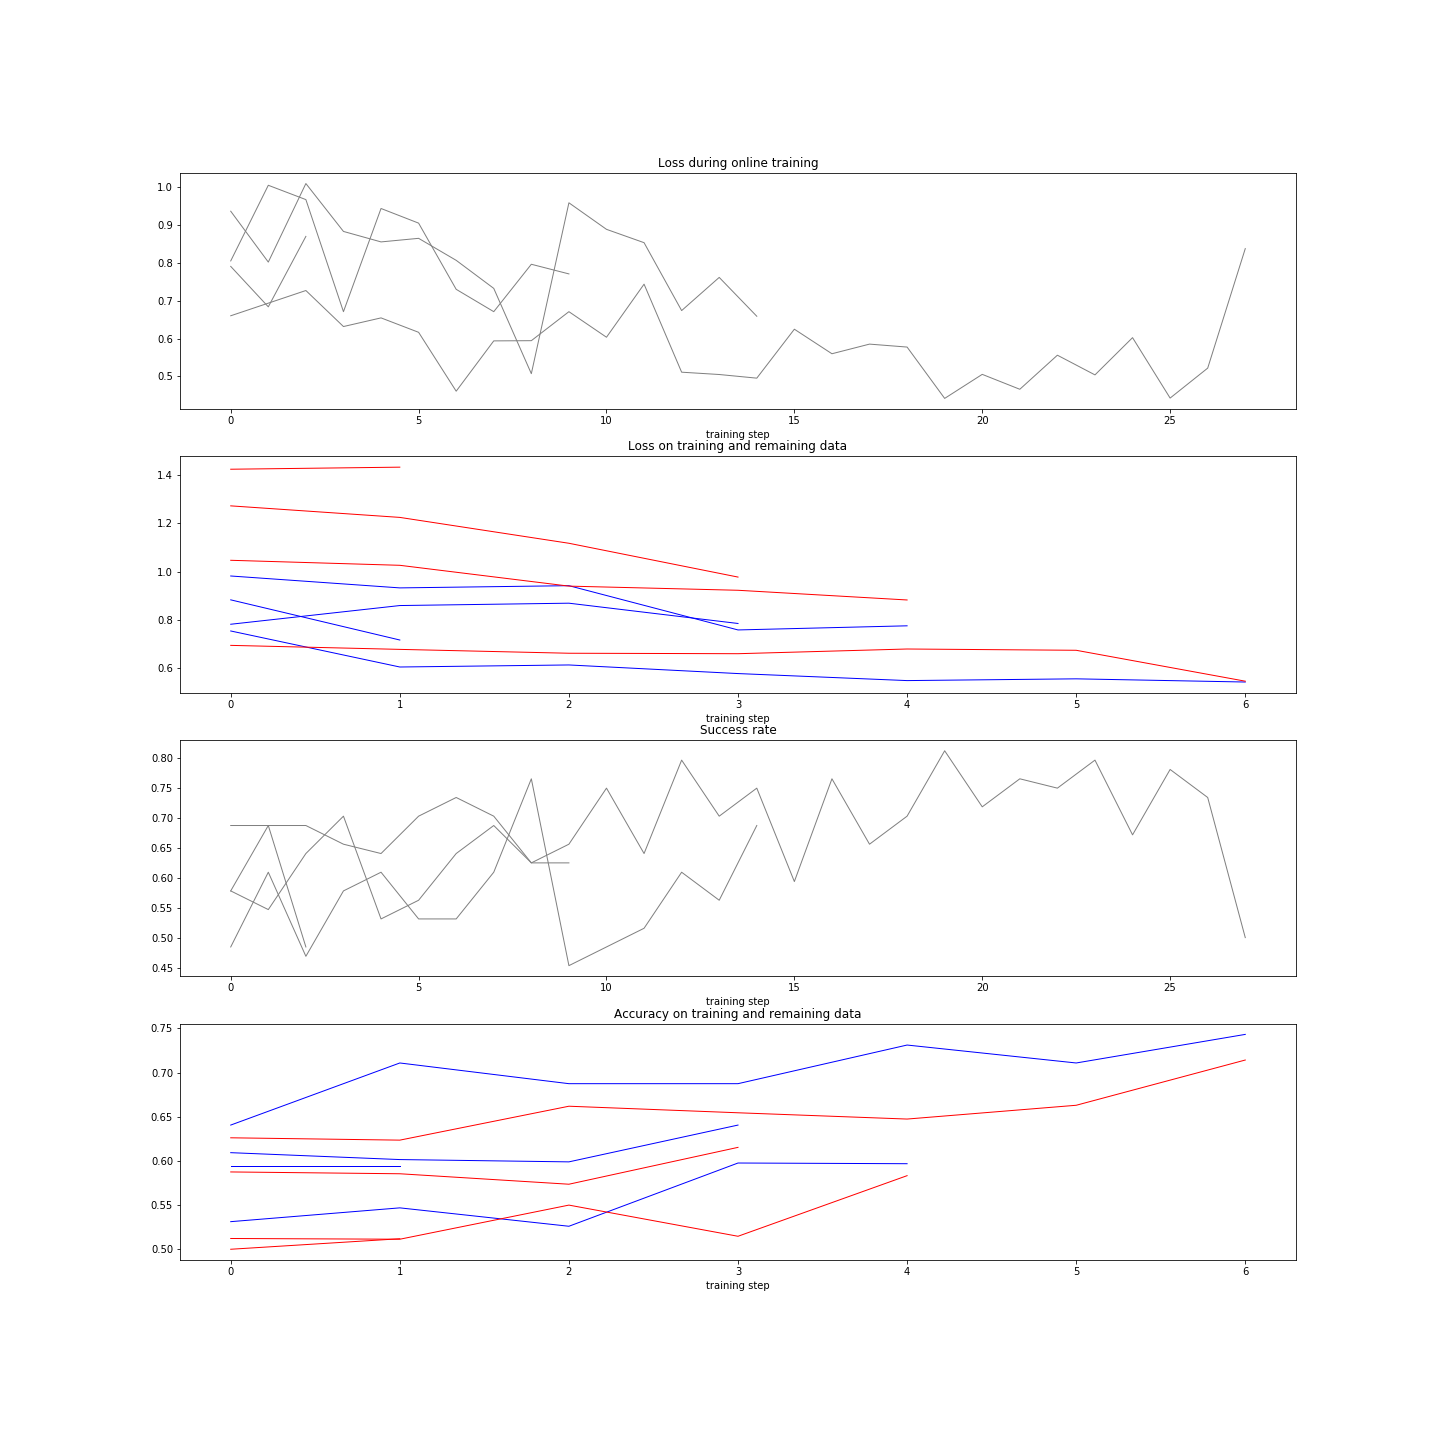 Loss during online training
1.0
0.9
0.8
0.7
0.6
0.5
0 5 10 15 20 25
training step
Loss on training and remaining data
1.4
1.2
1.0
0.8
0.6
0 1 2 3 4 5 6
training step
Success rate
0.80
0.75
0.70
0.65
0.60
0.55
0.50
0.45
0 5 10 15 20 25
training step
Accuracy on training and remaining data
0.75
0.70
0.65
0.60
0.55
0.50
0 1 2 3 4 5 6
training step